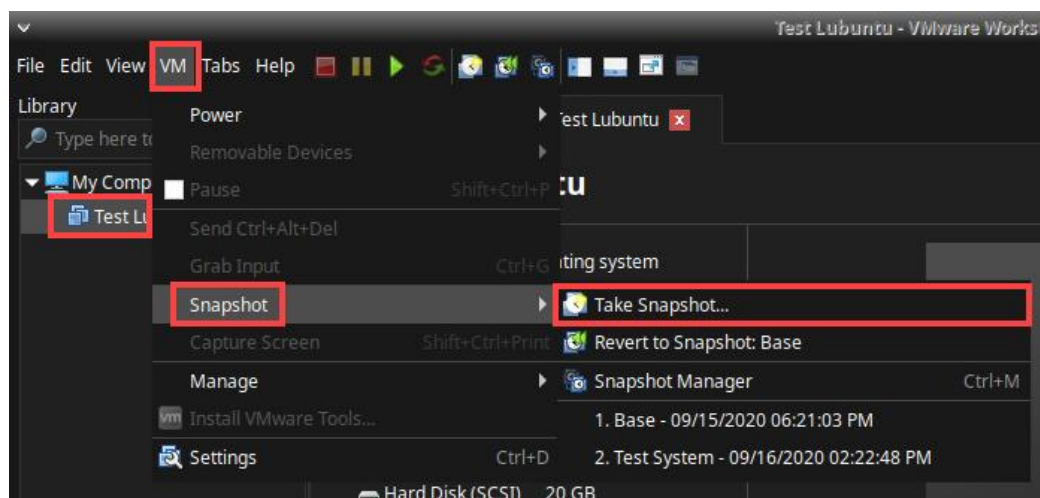 Test Lubuntu - VMware Works
File Edit View VM Tabs Help
Library
Type here to
Test Lubuntu x
My Comp
Test Lu
tu
ting system
Power
Removable Devices
Pause Shift+Ctrl+P
Send Ctrl+Alt+Del
Grab Input Ctrl+G
Snapshot
Capture Screen Shift+Ctrl+Print
Manage
vm Install VMware Tools...
Settings Ctrl+D
Take Snapshot...
Revert to Snapshot: Base
Snapshot Manager Ctrl+M
1. Base - 09/15/2020 06:21:03 PM
2. Test System - 09/16/2020 02:22:48 PM
Hard Disk (SCSI) 20 GB